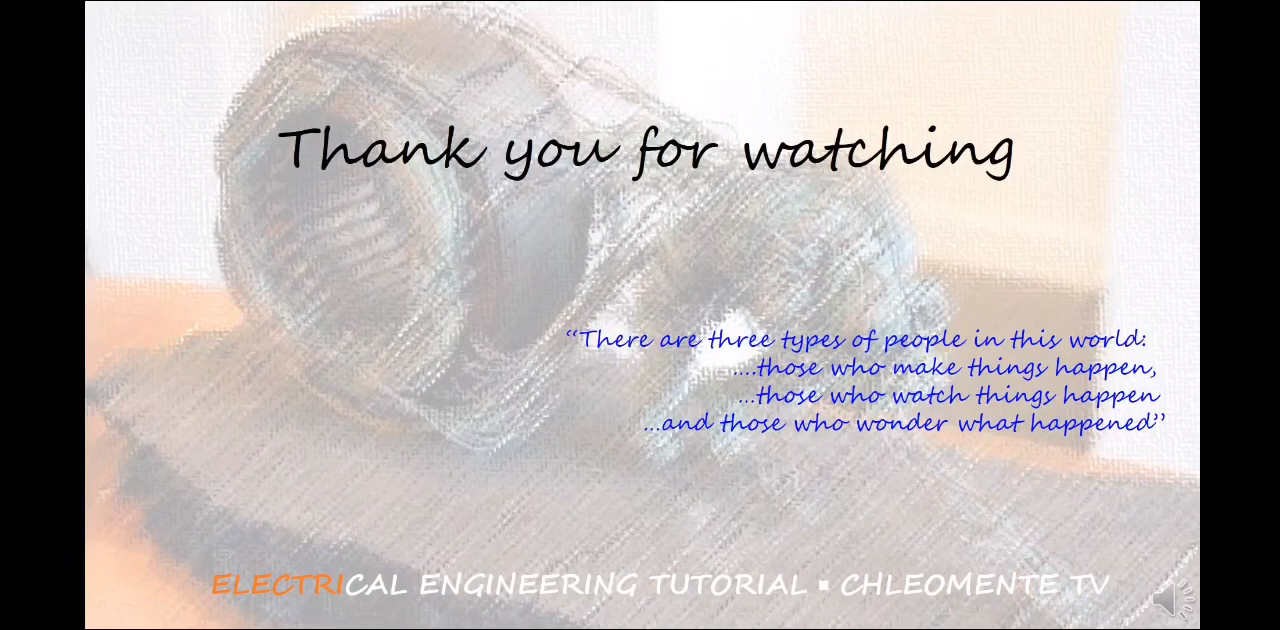 Thank you for watching
“There are three types of people in this world:
....those who make things happen,
...those who watch things happen
...and those who wonder what happened”
ELECTRICAL ENGINEERING TUTORIAL ▪ CHLEOMENTE TV